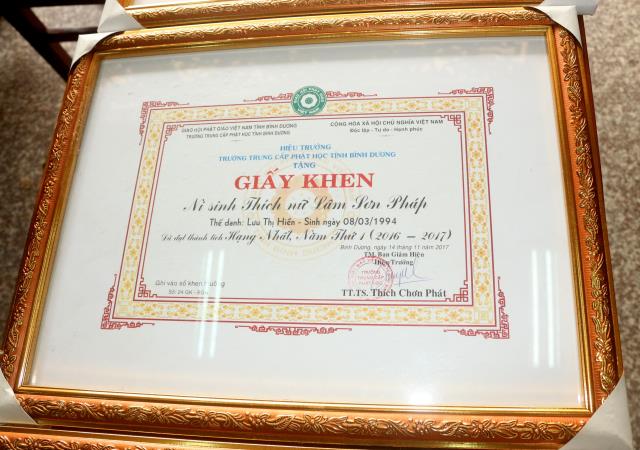 GIÁO HỘI PHẬT GIÁO VIỆT NAM TỈNH BÌNH DƯƠNG
TRƯỜNG TRUNG CẤP PHẬT HỌC TỈNH BÌNH DƯƠNG
CỘNG HÒA XÃ HỘI CHỦ NGHĨA VIỆT NAM
Độc lập - Tự do - Hạnh phúc
HIỆU TRƯỞNG
TRƯỜNG TRUNG CẤP PHẬT HỌC TỈNH BÌNH DƯƠNG
TẶNG
GIẤY KHEN
Ni sinh Thích nữ Lâm Sơn Pháp
Thế danh: Lưu Thị Hiền - Sinh ngày 08/03/1994
Đã đạt thành tích Hạng Nhất, Năm Thứ 1 (2016 - 2017)
Bình Dương, ngày 14 tháng 11 năm 2017
TM. Ban Giám Hiệu
Hiệu Trưởng
Ghi vào sổ khen thưởng
Số: 24 GK -
TT.TS. Thích Chơn Phát